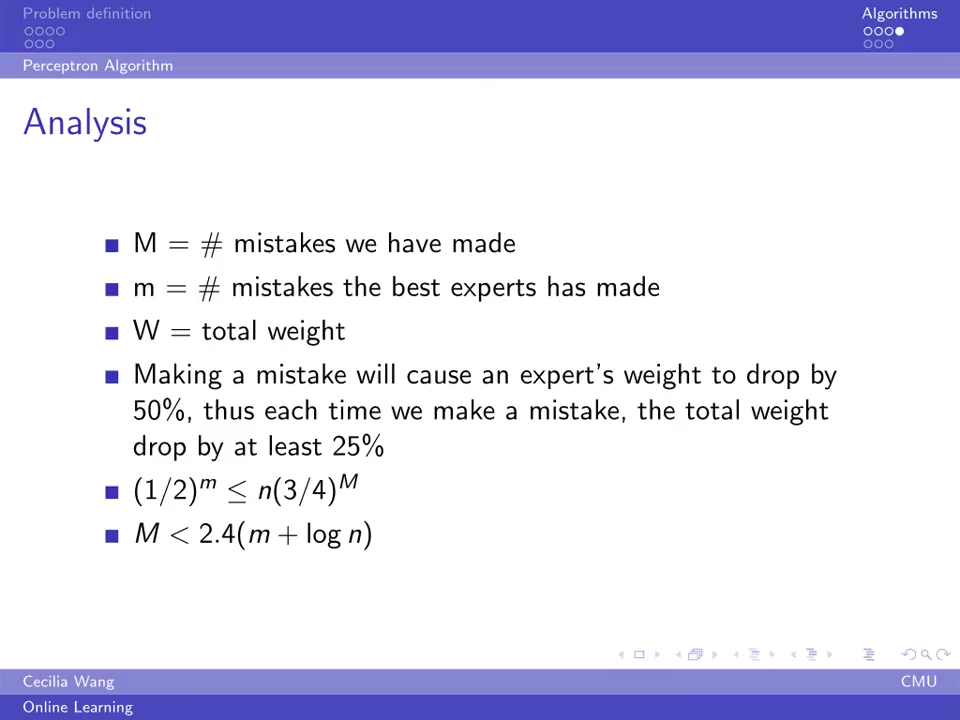 Problem definition
Algorithms
Perceptron Algorithm
Analysis
M = # mistakes we have made
m = # mistakes the best experts has made
W = total weight
Making a mistake will cause an expert's weight to drop by
50%, thus each time we make a mistake, the total weight
drop by at least 25%
(1/2)^m ≤ n(3/4)^M
M < 2.4(m + log n)
Cecilia Wang
CMU
Online Learning